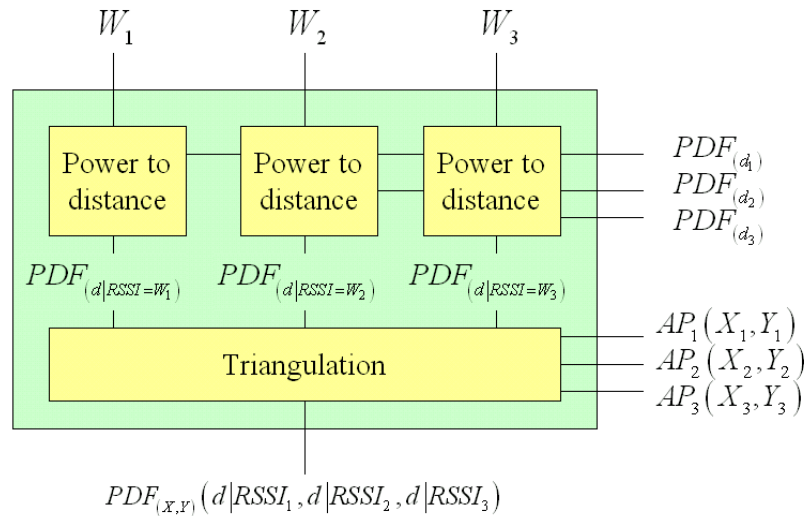 W₁ W₂ W₃
Power to distance
Power to distance
Power to distance
PDF₍d₁₎
PDF₍d₂₎
PDF₍d₃₎
PDF₍d|RSSI=W₁₎ PDF₍d|RSSI=W₂₎ PDF₍d|RSSI=W₃₎
Triangulation
AP₁(X₁,Y₁)
AP₂(X₂,Y₂)
AP₃(X₃,Y₃)
PDF₍X,Y₎(d|RSSI₁,d|RSSI₂,d|RSSI₃)